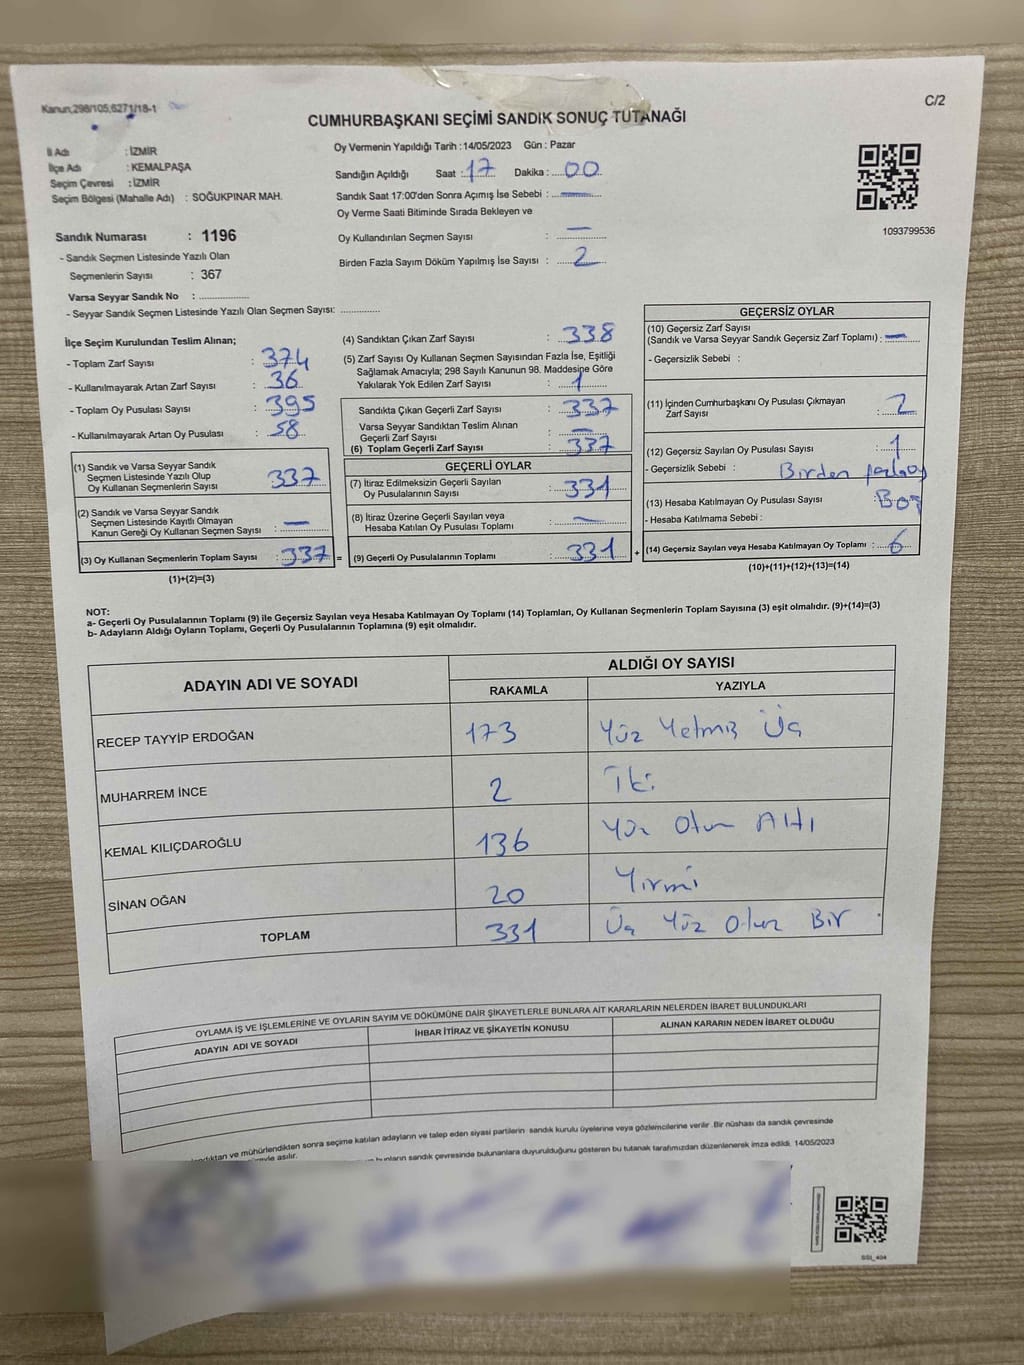 Kanun;298/105;6271/18-1
C/2
CUMHURBAŞKANI SEÇİMİ SANDIK SONUÇ TUTANAĞI
İl Adı : İZMİR
İlçe Adı : KEMALPAŞA
Seçim Çevresi : İZMİR
Seçim Bölgesi (Mahalle Adı) : SOĞUKPINAR MAH.
Sandık Numarası : 1196
- Sandık Seçmen Listesinde Yazılı Olan
Seçmenlerin Sayısı : 367
Varsa Seyyar Sandık No : ................
- Seyyar Sandık Seçmen Listesinde Yazılı Olan Seçmen Sayısı: .............
Oy Vermenin Yapıldığı Tarih : 14/05/2023 Gün : Pazar
Sandığın Açıldığı Saat : 17 Dakika : 00
Sandık Saat 17:00'den Sonra Açımış İse Sebebi : —
Oy Verme Saati Bitiminde Sırada Bekleyen ve
Oy Kullandırılan Seçmen Sayısı : —
Birden Fazla Sayım Döküm Yapılmış İse Sayısı : 2
1093799536
İlçe Seçim Kurulundan Teslim Alınan;
- Toplam Zarf Sayısı : 374
- Kullanılmayarak Artan Zarf Sayısı : 36
- Toplam Oy Pusulası Sayısı : 395
- Kullanılmayarak Artan Oy Pusulası : 58
(1) Sandık ve Varsa Seyyar Sandık
Seçmen Listesinde Yazılı Olup
Oy Kullanan Seçmenlerin Sayısı : 337
(2) Sandık ve Varsa Seyyar Sandık
Seçmen Listesinde Kayıtlı Olmayan
Kanun Gereği Oy Kullanan Seçmen Sayısı : —
(3) Oy Kullanan Seçmenlerin Toplam Sayısı : 337 =
(1)+(2)=(3)
(4) Sandıktan Çıkan Zarf Sayısı : 338
(5) Zarf Sayısı Oy Kullanan Seçmen Sayısından Fazla İse, Eşitliği
Sağlamak Amacıyla; 298 Sayılı Kanunun 98. Maddesine Göre
Yakılarak Yok Edilen Zarf Sayısı : 1
Sandıkta Çıkan Geçerli Zarf Sayısı : 337
Varsa Seyyar Sandıktan Teslim Alınan
Geçerli Zarf Sayısı : —
(6) Toplam Geçerli Zarf Sayısı : 337
GEÇERLİ OYLAR
(7) İtiraz Edilmeksizin Geçerli Sayılan
Oy Pusulalarının Sayısı : 331
(8) İtiraz Üzerine Geçerli Sayılan veya
Hesaba Katılan Oy Pusulası Toplamı : —
(9) Geçerli Oy Pusulalarının Toplamı : 331 +
GEÇERSİZ OYLAR
(10) Geçersiz Zarf Sayısı
(Sandık ve Varsa Seyyar Sandık Geçersiz Zarf Toplamı) : —
- Geçersizlik Sebebi :
(11) İçinden Cumhurbaşkanı Oy Pusulası Çıkmayan
Zarf Sayısı : 2
(12) Geçersiz Sayılan Oy Pusulası Sayısı : 1
- Geçersizlik Sebebi : Birden fazla oy
(13) Hesaba Katılmayan Oy Pusulası Sayısı : Boş
- Hesaba Katılmama Sebebi :
(14) Geçersiz Sayılan veya Hesaba Katılmayan Oy Toplamı : 6
(10)+(11)+(12)+(13)=(14)
NOT:
a- Geçerli Oy Pusulalarının Toplamı (9) ile Geçersiz Sayılan veya Hesaba Katılmayan Oy Toplamı (14) Toplamları, Oy Kullanan Seçmenlerin Toplam Sayısına (3) eşit olmalıdır. (9)+(14)=(3)
b- Adayların Aldığı Oyların Toplamı, Geçerli Oy Pusulalarının Toplamına (9) eşit olmalıdır.
ADAYIN ADI VE SOYADI
ALDIĞI OY SAYISI
RAKAMLA YAZIYLA
RECEP TAYYİP ERDOĞAN 173 Yüz Yetmiş Üç
MUHARREM İNCE 2 İki
KEMAL KILIÇDAROĞLU 136 Yüz Otuz Altı
SİNAN OĞAN 20 Yirmi
TOPLAM 331 Üç Yüz Otuz Bir
OYLAMA İŞ VE İŞLEMLERİNE VE OYLARIN SAYIM VE DÖKÜMÜNE DAİR ŞİKAYETLERLE BUNLARA AİT KARARLARIN NELERDEN İBARET BULUNDUKLARI
ADAYIN ADI VE SOYADI İHBAR İTİRAZ VE ŞİKAYETİN KONUSU ALINAN KARARIN NEDEN İBARET OLDUĞU
ve mühürlendikten sonra seçime katılan adayların ve talep eden siyasi partilerin sandık kurulu üyelerine veya gözlemcilerine verilir. Bir nüshası da sandık çevresinde
asılır. bunların sandık çevresinde bulunanlara duyurulduğunu gösteren bu tutanak tarafımızdan düzenlenerek imza edildi. 14/05/2023